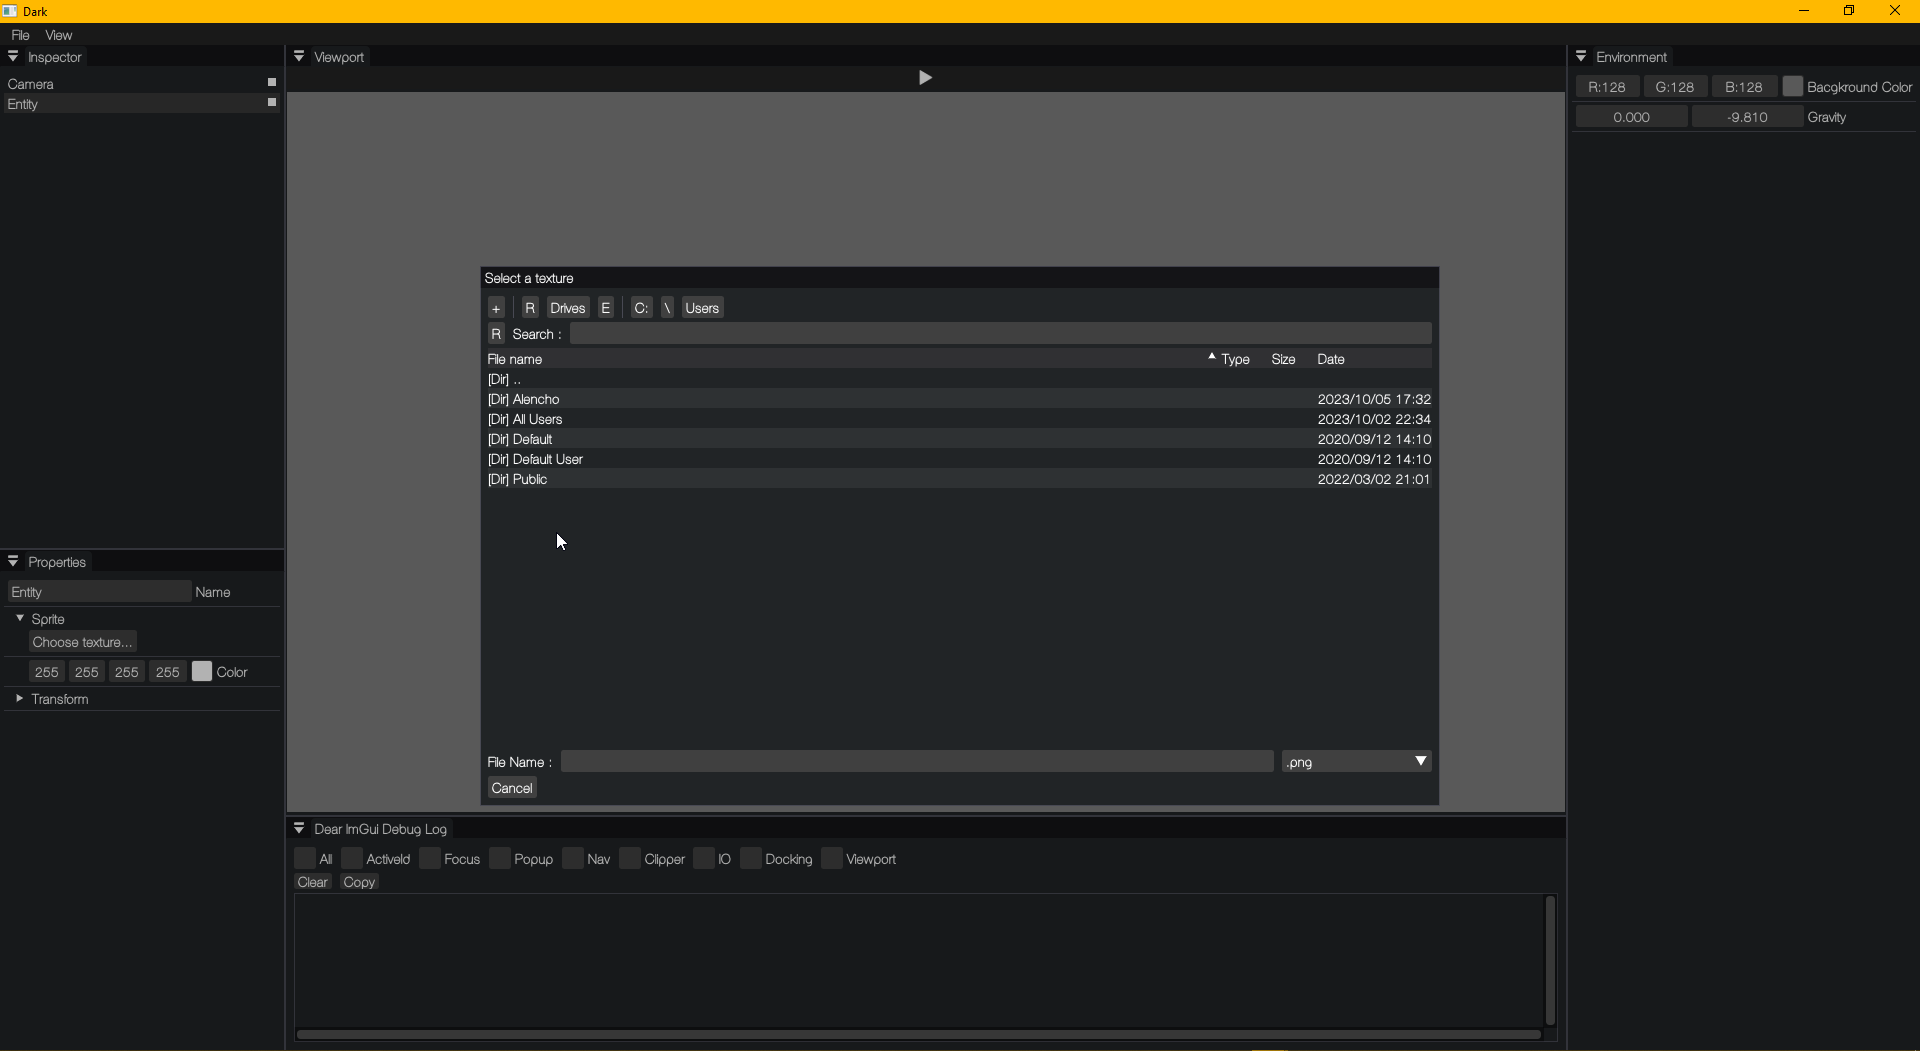 Dark
File View
Inspector
Camera
Entity
Viewport
Environment
R:128 G:128 B:128 Bacgkround Color
0.000 -9.810 Gravity
Select a texture
+ R Drives E C: \ Users
R Search :
File name Type Size Date
[Dir] ..
[Dir] Alencho 2023/10/05 17:32
[Dir] All Users 2023/10/02 22:34
[Dir] Default 2020/09/12 14:10
[Dir] Default User 2020/09/12 14:10
[Dir] Public 2022/03/02 21:01
File Name : .png
Cancel
Properties
Entity Name
Sprite
Choose texture...
255 255 255 255 Color
Transform
Dear ImGui Debug Log
All ActiveId Focus Popup Nav Clipper IO Docking Viewport
Clear Copy